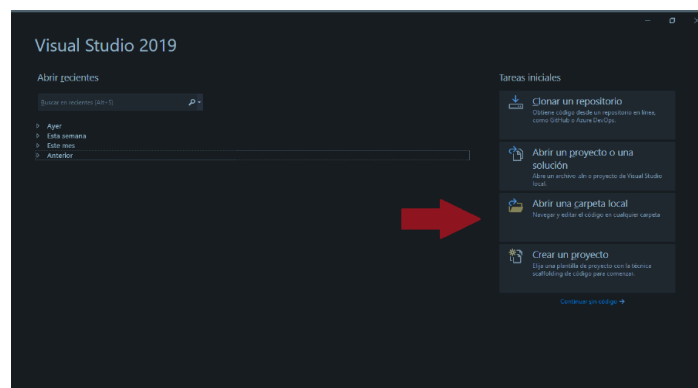 Visual Studio 2019
Abrir recientes
Buscar en recientes (Alt+S)
Ayer
Esta semana
Este mes
Anterior
Tareas iniciales
Clonar un repositorio
Obtiene código desde un repositorio en línea,
como GitHub o Azure DevOps.
Abrir un proyecto o una
solución
Abre un archivo .sln o proyecto de Visual Studio
local.
Abrir una carpeta local
Navegar y editar el código en cualquier carpeta
Crear un proyecto
Elija una plantilla de proyecto con la técnica
scaffolding de código para comenzar.
Continuar sin código →